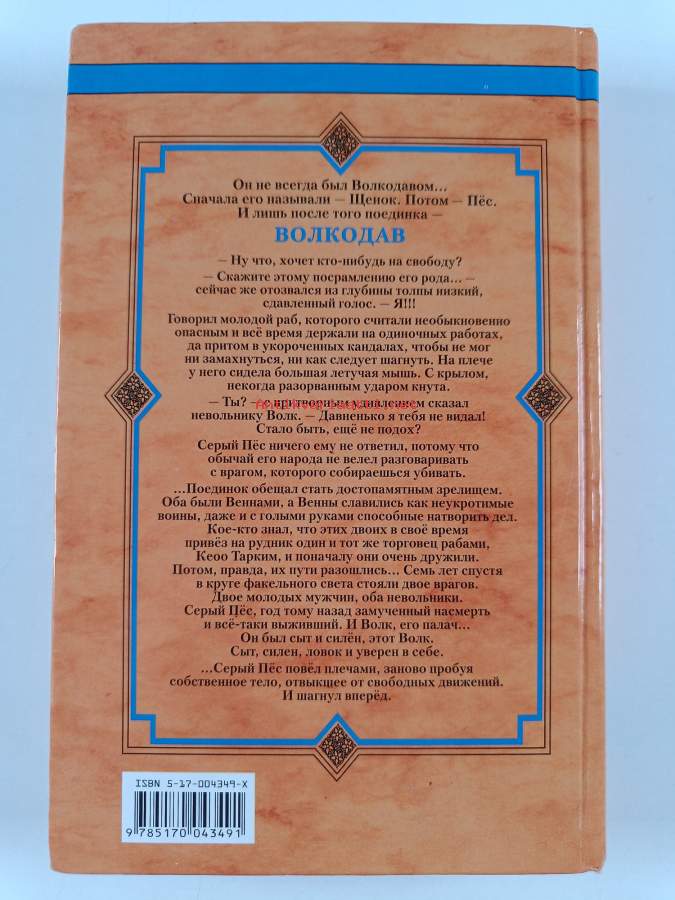 Он не всегда был Волкодавом...
Сначала его называли — Щенок. Потом — Пёс.
И лишь после того поединка —
ВОЛКОДАВ
— Ну что, хочет кто-нибудь на свободу?
— Скажите этому посрамлению его рода... —
сейчас же отозвался из глубины толпы низкий,
сдавленный голос. — Я!!!
Говорил молодой раб, которого считали необыкновенно
опасным и всё время держали на одиночных работах,
да притом в укороченных кандалах, чтобы не мог
ни замахнуться, ни как следует шагнуть. На плече
у него сидела большая летучая мышь. С крылом,
некогда разорванным ударом кнута.
— Ты? — с притворным удивлением сказал
невольнику Волк. — Давненько я тебя не видал!
Стало быть, ещё не подох?
Серый Пёс ничего ему не ответил, потому что
обычай его народа не велел разговаривать
с врагом, которого собираешься убивать.
...Поединок обещал стать достопамятным зрелищем.
Оба были Веннами, а Венны славились как неукротимые
воины, даже и с голыми руками способные натворить дел.
Кое-кто знал, что этих двоих в своё время
привёз на рудник один и тот же торговец рабами,
Кеоо Тарким, и поначалу они очень дружили.
Потом, правда, их пути разошлись... Семь лет спустя
в круге факельного света стояли двое врагов.
Двое молодых мужчин, оба невольники.
Серый Пёс, год тому назад замученный насмерть
и всё-таки выживший. И Волк, его палач...
Он был сыт и силён, этот Волк.
Сыт, силен, ловок и уверен в себе.
...Серый Пёс повёл плечами, заново пробуя
собственное тело, отвыкшее от свободных движений.
И шагнул вперёд.
ISBN 5-17-004349-X
9 785170 043491